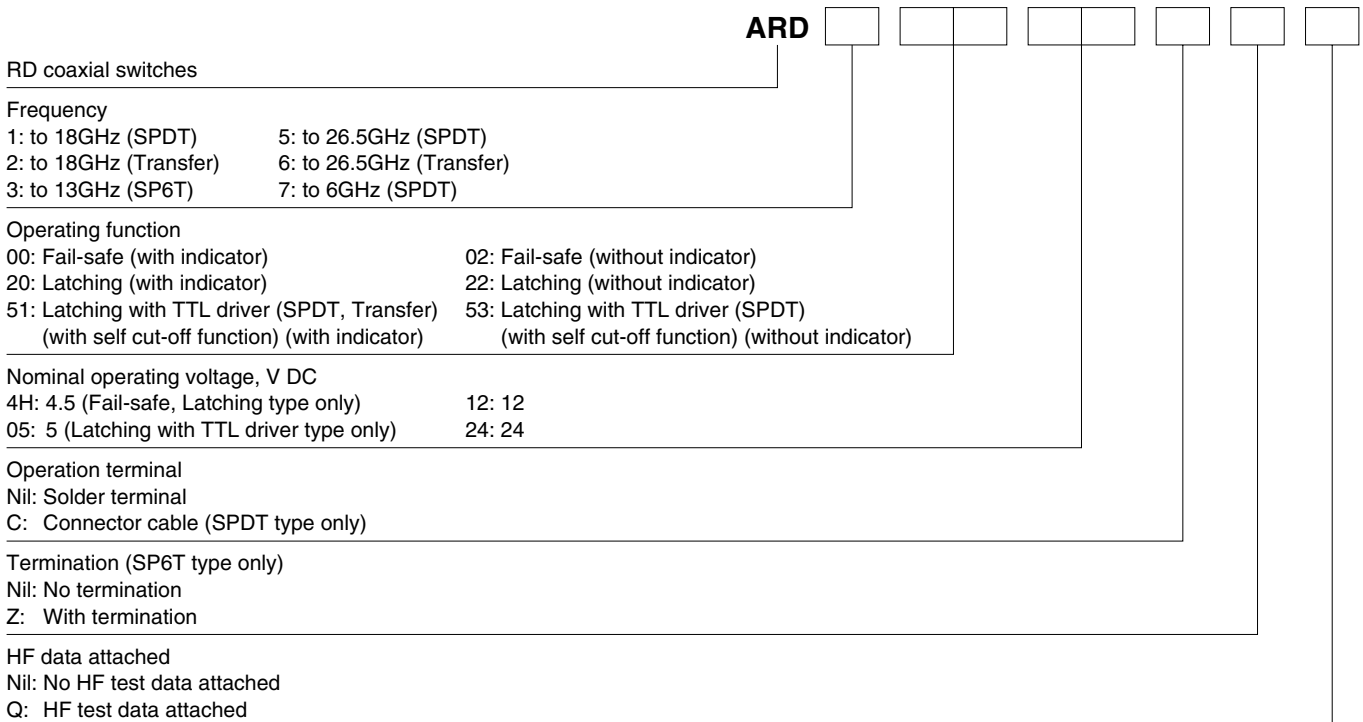 ARD
RD coaxial switches
Frequency
1: to 18GHz (SPDT) 5: to 26.5GHz (SPDT)
2: to 18GHz (Transfer) 6: to 26.5GHz (Transfer)
3: to 13GHz (SP6T) 7: to 6GHz (SPDT)
Operating function
00: Fail-safe (with indicator) 02: Fail-safe (without indicator)
20: Latching (with indicator) 22: Latching (without indicator)
51: Latching with TTL driver (SPDT, Transfer) 53: Latching with TTL driver (SPDT)
(with self cut-off function) (with indicator) (with self cut-off function) (without indicator)
Nominal operating voltage, V DC
4H: 4.5 (Fail-safe, Latching type only) 12: 12
05: 5 (Latching with TTL driver type only) 24: 24
Operation terminal
Nil: Solder terminal
C: Connector cable (SPDT type only)
Termination (SP6T type only)
Nil: No termination
Z: With termination
HF data attached
Nil: No HF test data attached
Q: HF test data attached